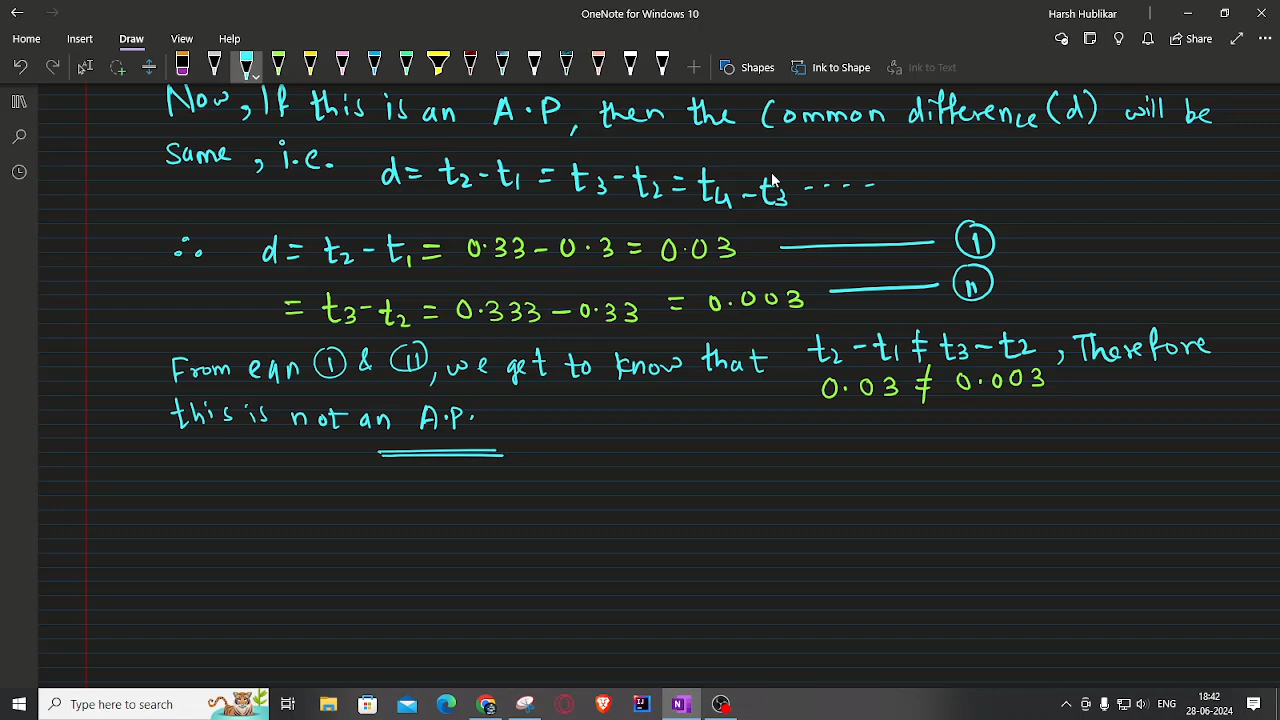 OneNote for Windows 10
Harsh Hublikar
Home Insert Draw View Help
Share
Shapes Ink to Shape Ink to Text
Now, If this is an A.P, then the Common difference (d) will be
same, i.e. d = t₂ - t₁ = t₃ - t₂ = t₄ - t₃ ....
∴ d = t₂ - t₁ = 0.33 - 0.3 = 0.03 ——— ①
= t₃ - t₂ = 0.333 - 0.33 = 0.003 ——— ⑪
From eqn ① & ⑪, we get to know that t₂ - t₁ ≠ t₃ - t₂, Therefore
0.03 ≠ 0.003
this is not an A.P.
Type here to search
ENG
18:42
28-06-2024